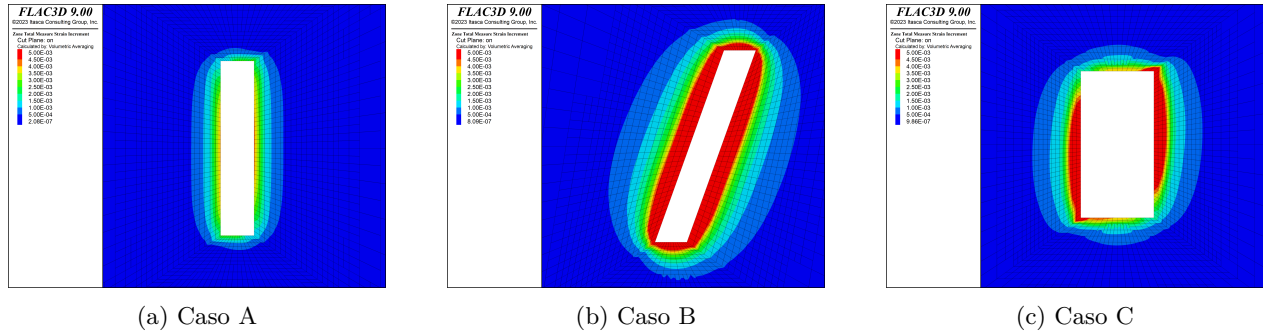 FLAC3D 9.00
©2023 Itasca Consulting Group, Inc.
Zone Total Measure Strain Increment
Cut Plane: on
Calculated by: Volumetric Averaging
5.00E-03
4.50E-03
4.00E-03
3.50E-03
3.00E-03
2.50E-03
2.00E-03
1.50E-03
1.00E-03
5.00E-04
2.08E-07
(a) Caso A
FLAC3D 9.00
©2023 Itasca Consulting Group, Inc.
Zone Total Measure Strain Increment
Cut Plane: on
Calculated by: Volumetric Averaging
5.00E-03
4.50E-03
4.00E-03
3.50E-03
3.00E-03
2.50E-03
2.00E-03
1.50E-03
1.00E-03
5.00E-04
8.09E-07
(b) Caso B
FLAC3D 9.00
©2023 Itasca Consulting Group, Inc.
Zone Total Measure Strain Increment
Cut Plane: on
Calculated by: Volumetric Averaging
5.00E-03
4.50E-03
4.00E-03
3.50E-03
3.00E-03
2.50E-03
2.00E-03
1.50E-03
1.00E-03
5.00E-04
9.86E-07
(c) Caso C